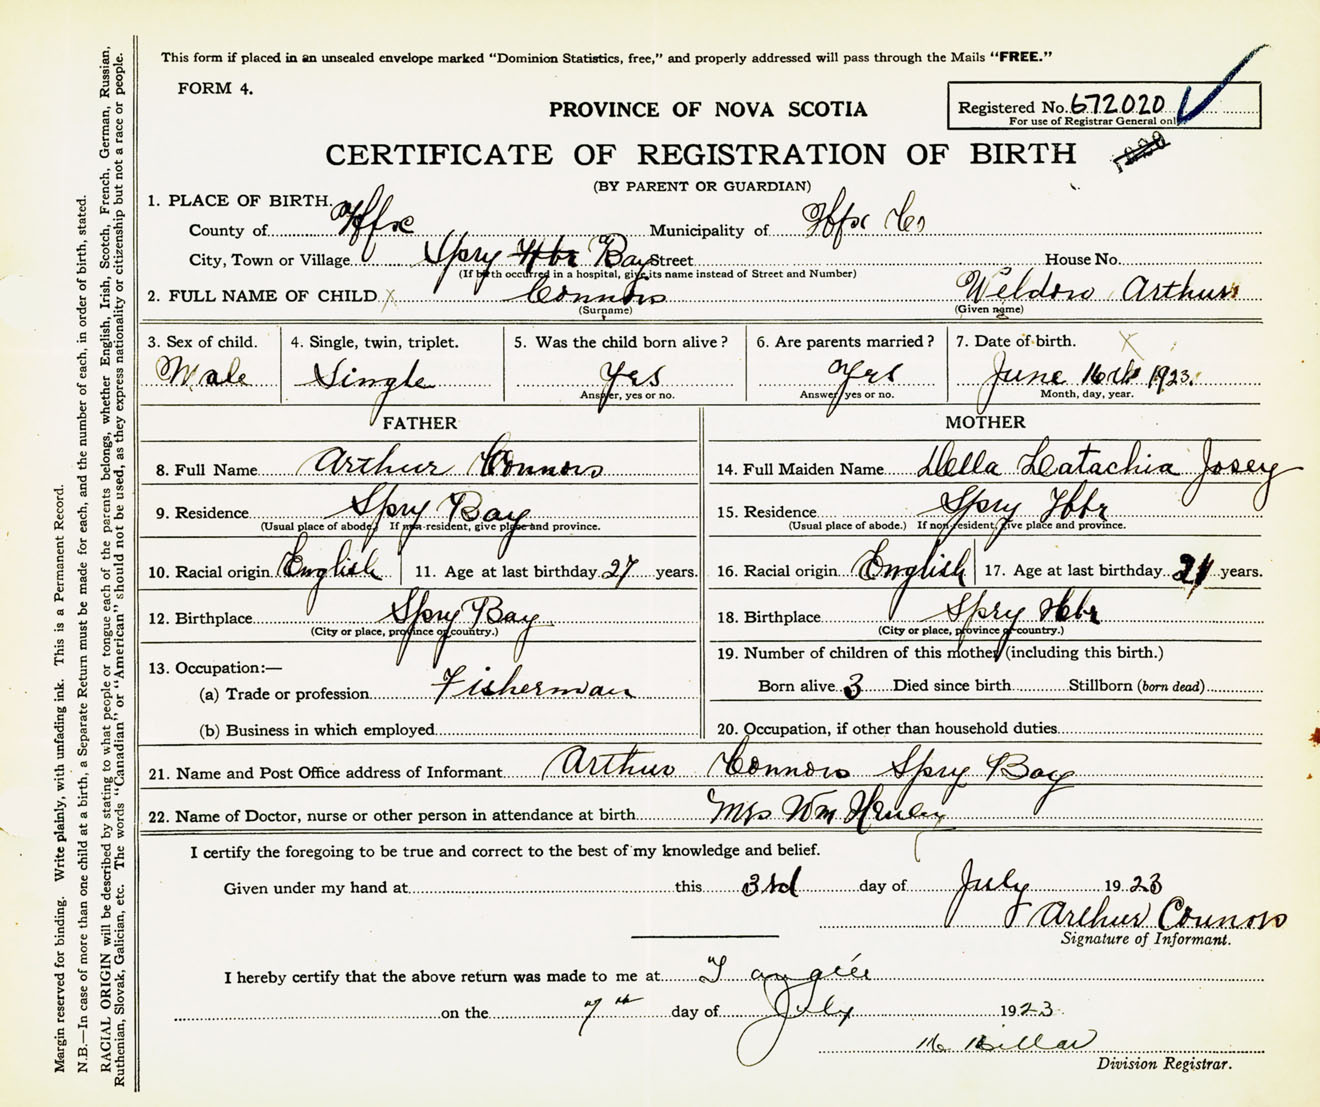 This form if placed in an unsealed envelope marked "Dominion Statistics, free," and properly addressed will pass through the Mails "FREE."
FORM 4.
PROVINCE OF NOVA SCOTIA
Registered No. 672020
For use of Registrar General only
CERTIFICATE OF REGISTRATION OF BIRTH
(BY PARENT OR GUARDIAN)
1. PLACE OF BIRTH.
County of Hfx Municipality of Hfx Co
City, Town or Village Spry Hbr Bay Street House No.
(If birth occurred in a hospital, give its name instead of Street and Number)
2. FULL NAME OF CHILD X Connors Weldon Arthur
(Surname) (Given name)
3. Sex of child. 4. Single, twin, triplet. 5. Was the child born alive? 6. Are parents married? 7. Date of birth. X
Male Single Yes Yes June 16th 1923.
Answer, yes or no. Answer yes or no. Month, day, year.
FATHER MOTHER
8. Full Name Arthur Connors 14. Full Maiden Name Della Latachia Josey
9. Residence Spry Bay 15. Residence Spry Hbr
(Usual place of abode.) If non-resident, give place and province. (Usual place of abode.) If non-resident, give place and province.
10. Racial origin English 11. Age at last birthday 27 years. 16. Racial origin English 17. Age at last birthday 21 years.
12. Birthplace Spry Bay 18. Birthplace Spry Hbr
(City or place, province or country.) (City or place, province or country.)
13. Occupation:— 19. Number of children of this mother (including this birth.)
(a) Trade or profession Fisherman Born alive 3 Died since birth Stillborn (born dead)
(b) Business in which employed 20. Occupation, if other than household duties
21. Name and Post Office address of Informant Arthur Connors Spry Bay
22. Name of Doctor, nurse or other person in attendance at birth Mrs Wm Henley
I certify the foregoing to be true and correct to the best of my knowledge and belief.
Given under my hand at this 3rd day of July 1923
Arthur Connors
Signature of Informant.
I hereby certify that the above return was made to me at Tangier
on the 7th day of July 1923
Division Registrar.
Margin reserved for binding. Write plainly, with unfading ink. This is a Permanent Record.
N.B.—In case of more than one child at a birth, a Separate Return must be made for each, and the number of each, in order of birth, stated.
RACIAL ORIGIN will be described by stating to what people or tongue each of the parents belongs, whether English, Irish, Scotch, French, German, Russian,
Ruthenian, Slovak, Galician, etc. The words "Canadian" or "American" should not be used, as they express nationality or citizenship but not a race or people.